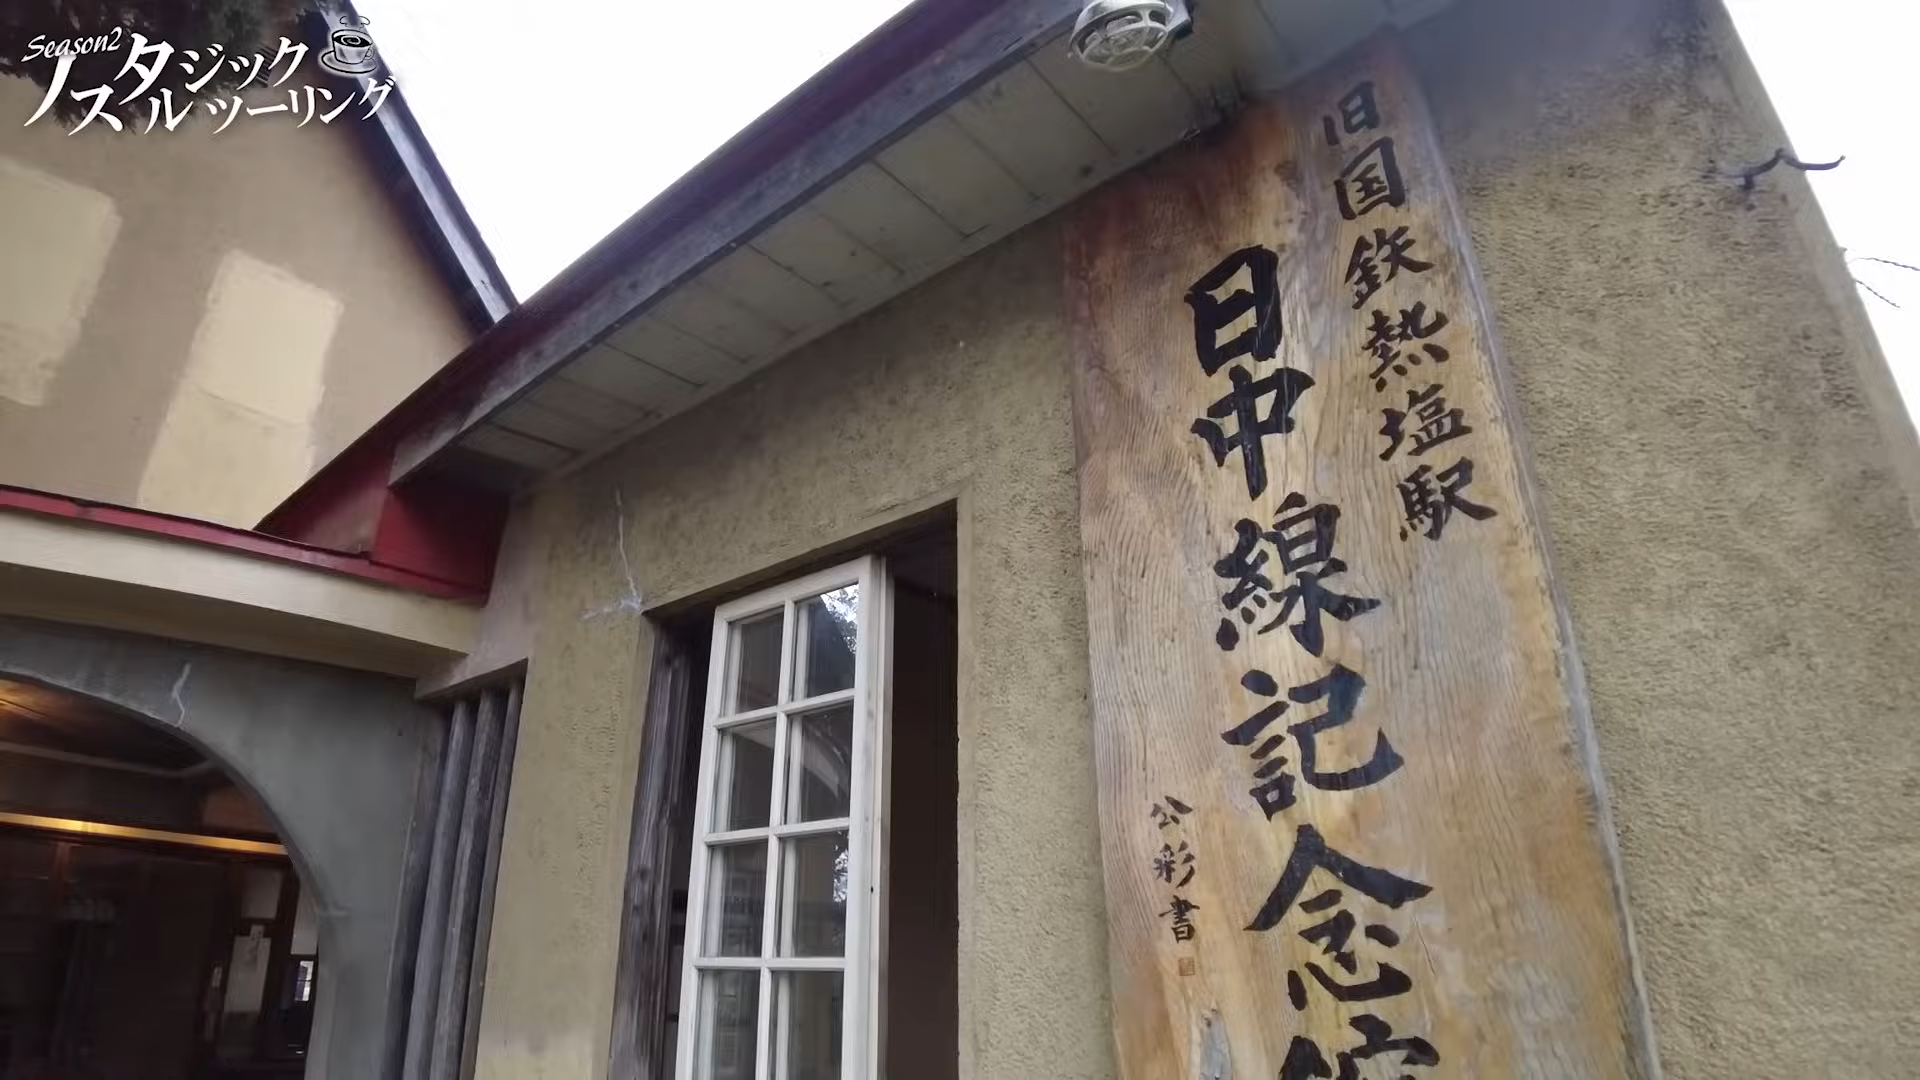 Season2
ノスタルジック
ツーリング
旧国鉄熱塩駅
日中線記念館
公彩書